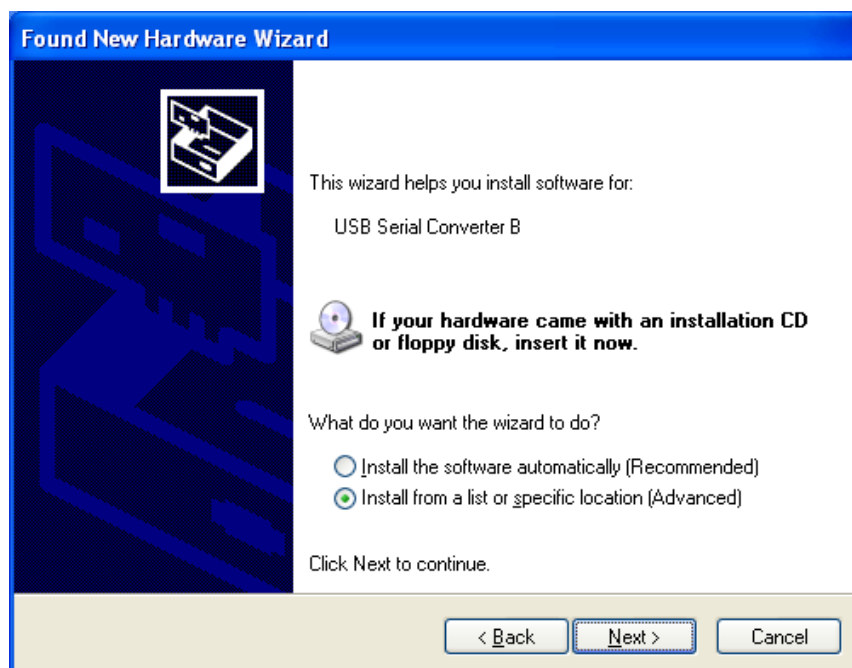 Found New Hardware Wizard
This wizard helps you install software for:
USB Serial Converter B
If your hardware came with an installation CD
or floppy disk, insert it now.
What do you want the wizard to do?
Install the software automatically (Recommended)
Install from a list or specific location (Advanced)
Click Next to continue.
< Back Next > Cancel